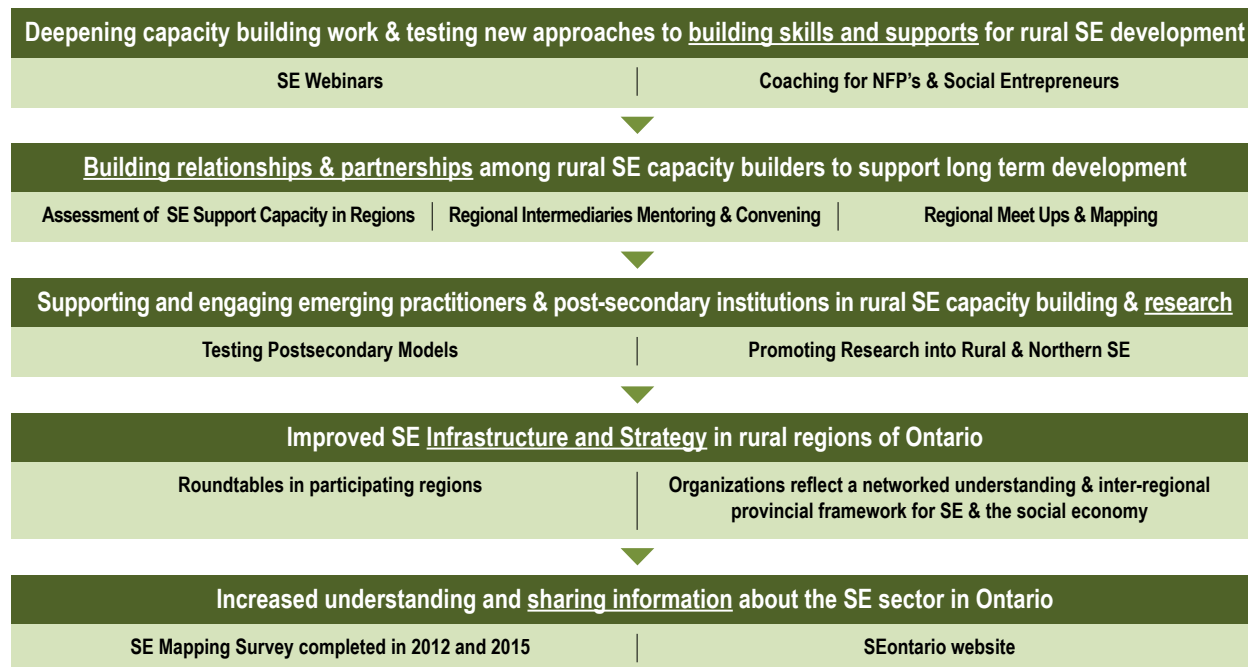 Deepening capacity building work & testing new approaches to building skills and supports for rural SE development
SE Webinars
Coaching for NFP's & Social Entrepreneurs
Building relationships & partnerships among rural SE capacity builders to support long term development
Assessment of SE Support Capacity in Regions
Regional Intermediaries Mentoring & Convening
Regional Meet Ups & Mapping
Supporting and engaging emerging practitioners & post-secondary institutions in rural SE capacity building & research
Testing Postsecondary Models
Promoting Research into Rural & Northern SE
Improved SE Infrastructure and Strategy in rural regions of Ontario
Roundtables in participating regions
Organizations reflect a networked understanding & inter-regional
provincial framework for SE & the social economy
Increased understanding and sharing information about the SE sector in Ontario
SE Mapping Survey completed in 2012 and 2015
SEontario website